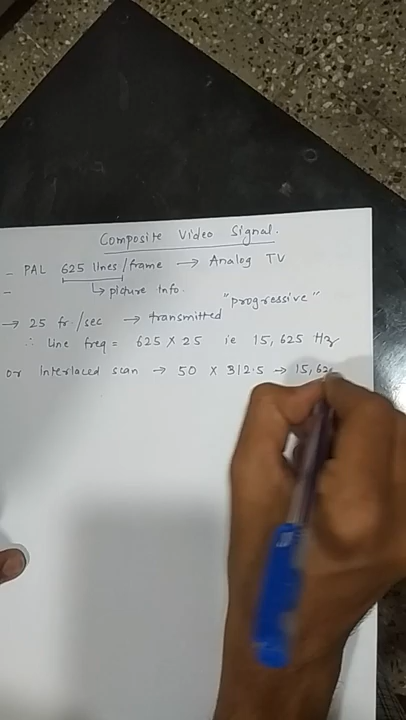 Composite Video Signal.
- PAL 625 lines/frame → Analog TV
- ↳ picture Info.
"progressive"
→ 25 fr./sec → transmitted
∴ Line freq = 625 X 25 ie 15,625 Hz
or Interlaced scan → 50 X 312.5 → 15,62